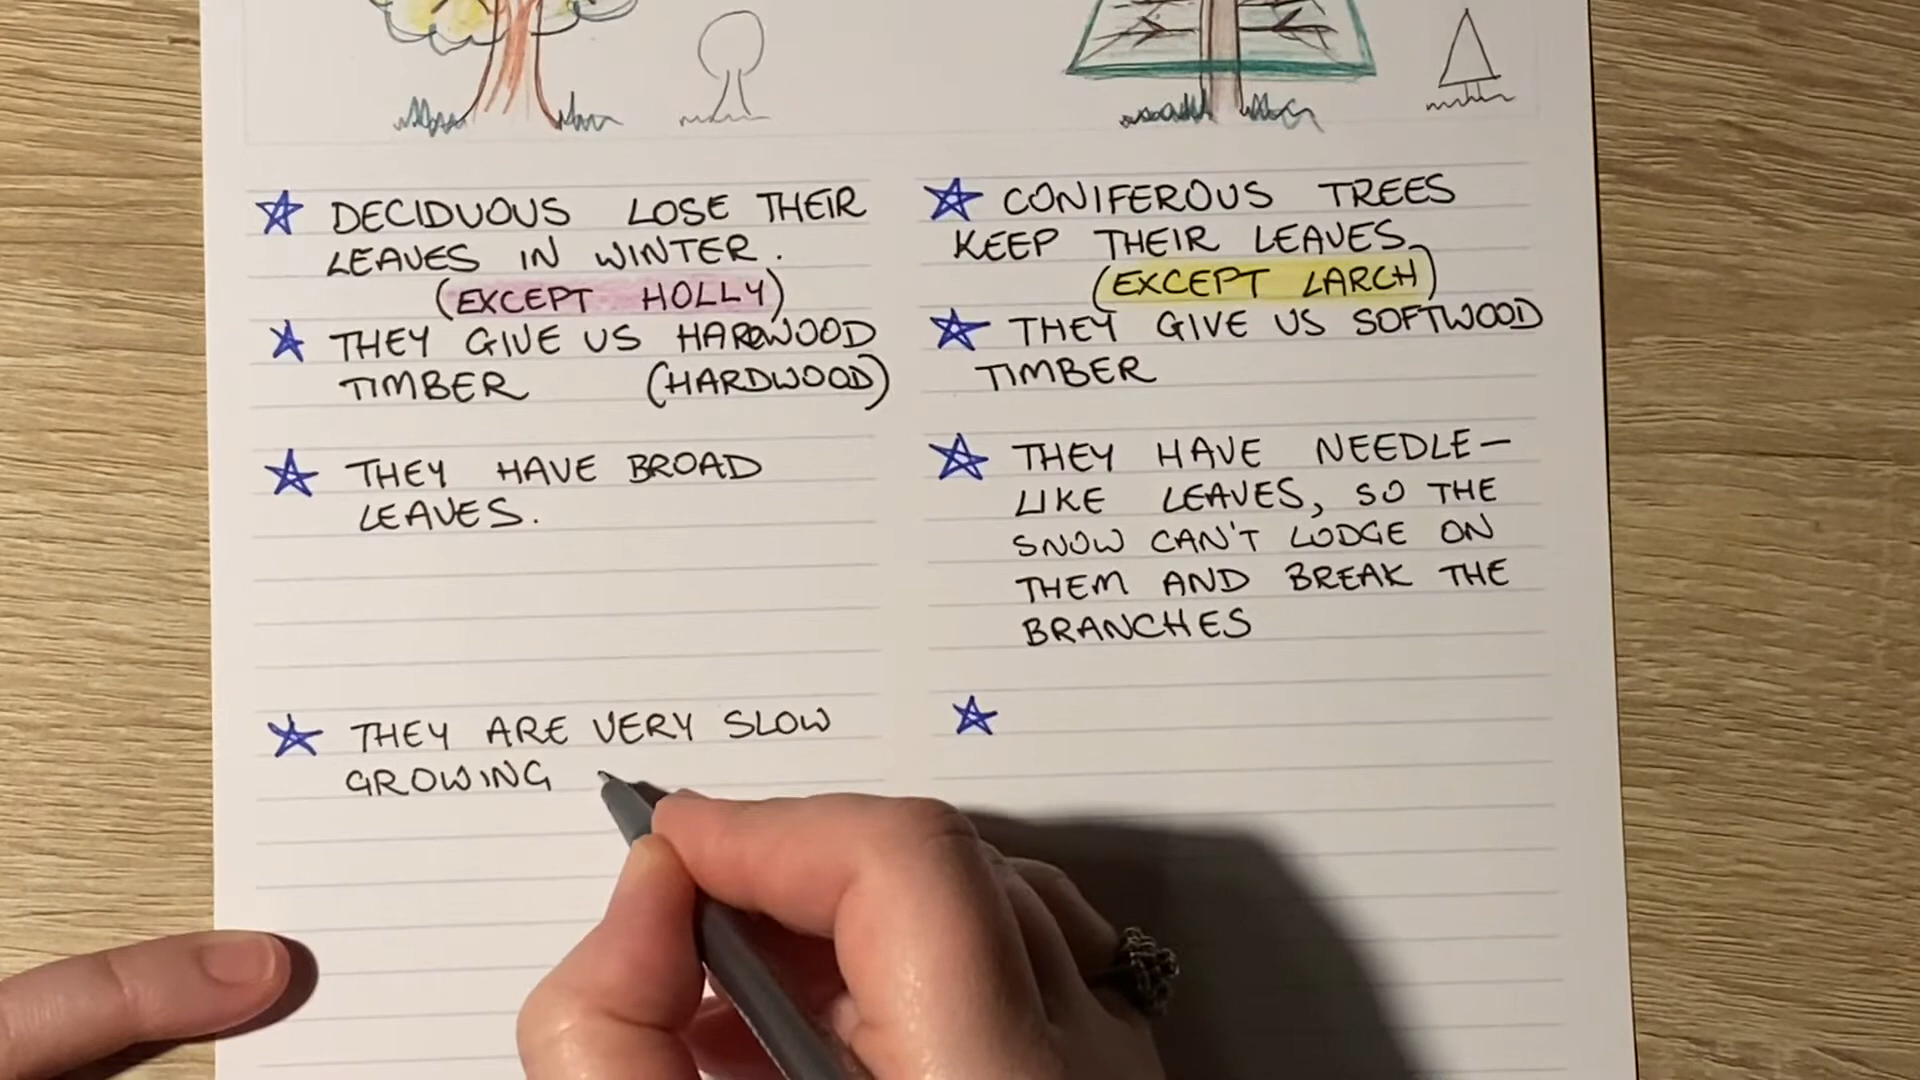 DECIDUOUS LOSE THEIR
LEAVES IN WINTER.
(EXCEPT HOLLY)
THEY GIVE US HARDWOOD
TIMBER (HARDWOOD)
THEY HAVE BROAD
LEAVES.
THEY ARE VERY SLOW
GROWING
CONIFEROUS TREES
KEEP THEIR LEAVES
(EXCEPT LARCH)
THEY GIVE US SOFTWOOD
TIMBER
THEY HAVE NEEDLE-
LIKE LEAVES, SO THE
SNOW CAN'T LODGE ON
THEM AND BREAK THE
BRANCHES